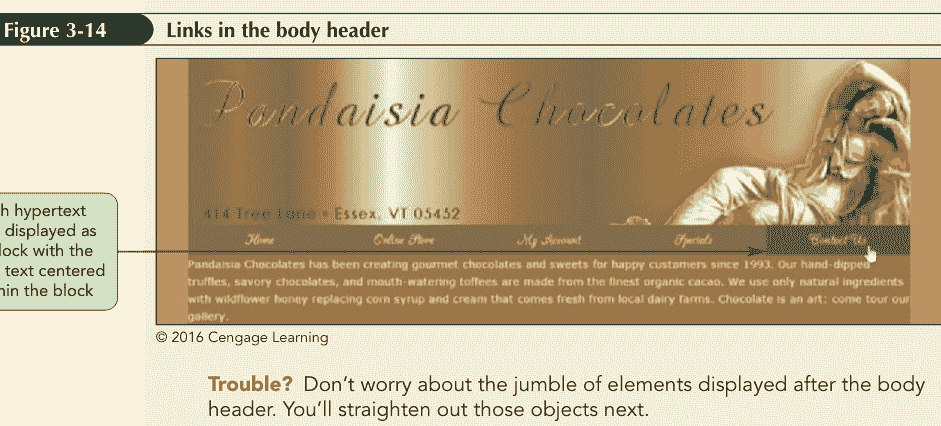 Figure 3-14 Links in the body header
Pandaisia Chocolates
414 Tree Lane • Essex, VT 05452
Home Online Store My Account Specials Contact Us
h hypertext
displayed as
lock with the
text centered
hin the block
Pandaisia Chocolates has been creating gourmet chocolates and sweets for happy customers since 1993. Our hand-dipped
truffles, savory chocolates, and mouth-watering toffees are made from the finest organic cacao. We use only natural ingredients
with wildflower honey replacing corn syrup and cream that comes fresh from local dairy farms. Chocolate is an art: come tour our
gallery.
© 2016 Cengage Learning
Trouble? Don't worry about the jumble of elements displayed after the body
header. You'll straighten out those objects next.